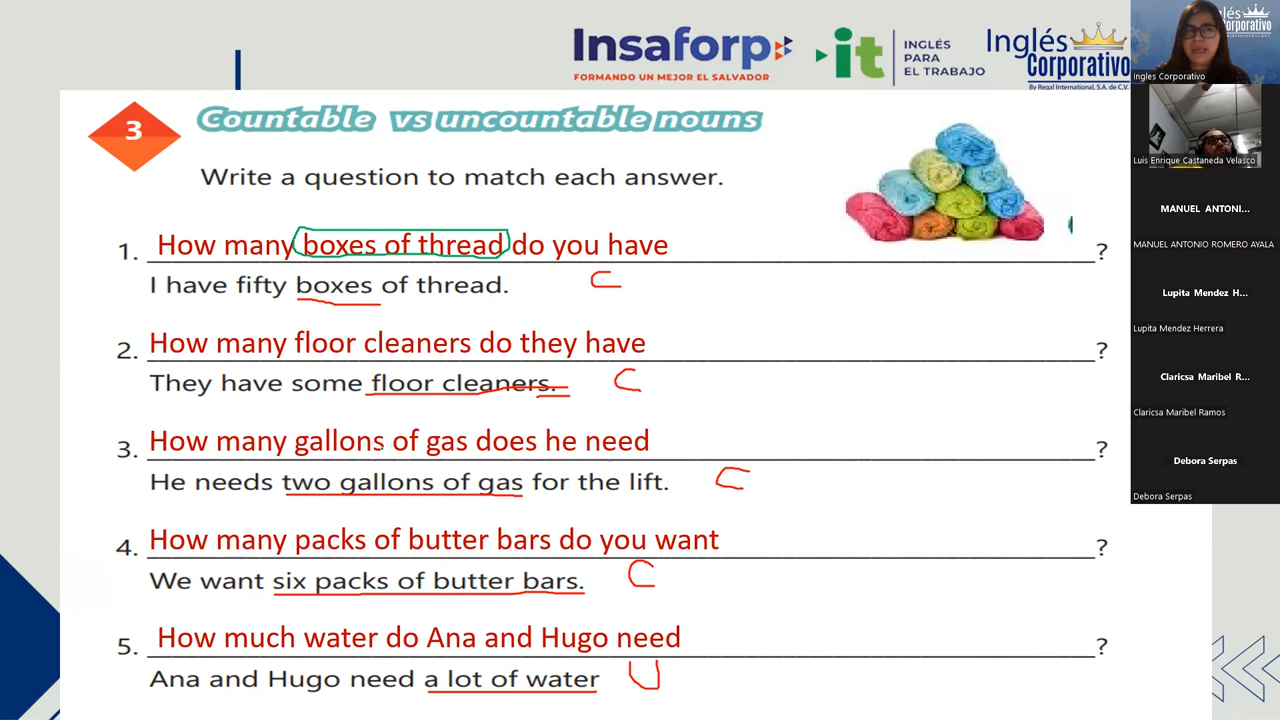 Insaforp
FORMANDO UN MEJOR EL SALVADOR
it
INGLÉS
PARA
EL TRABAJO
Inglés
Corporativo
By Regal International, S.A. de C.V.
3
Countable vs uncountable nouns
Write a question to match each answer.
1. How many boxes of thread do you have ?
I have fifty boxes of thread. C
2. How many floor cleaners do they have ?
They have some floor cleaners. C
3. How many gallons of gas does he need ?
He needs two gallons of gas for the lift. C
4. How many packs of butter bars do you want ?
We want six packs of butter bars. C
5. How much water do Ana and Hugo need ?
Ana and Hugo need a lot of water U
Ingles Corporativo
Luis Enrique Castaneda Velasco
MANUEL ANTONI...
MANUEL ANTONIO ROMERO AYALA
Lupita Mendez H...
Lupita Mendez Herrera
Claricsa Maribel R...
Claricsa Maribel Ramos
Debora Serpas
Debora Serpas